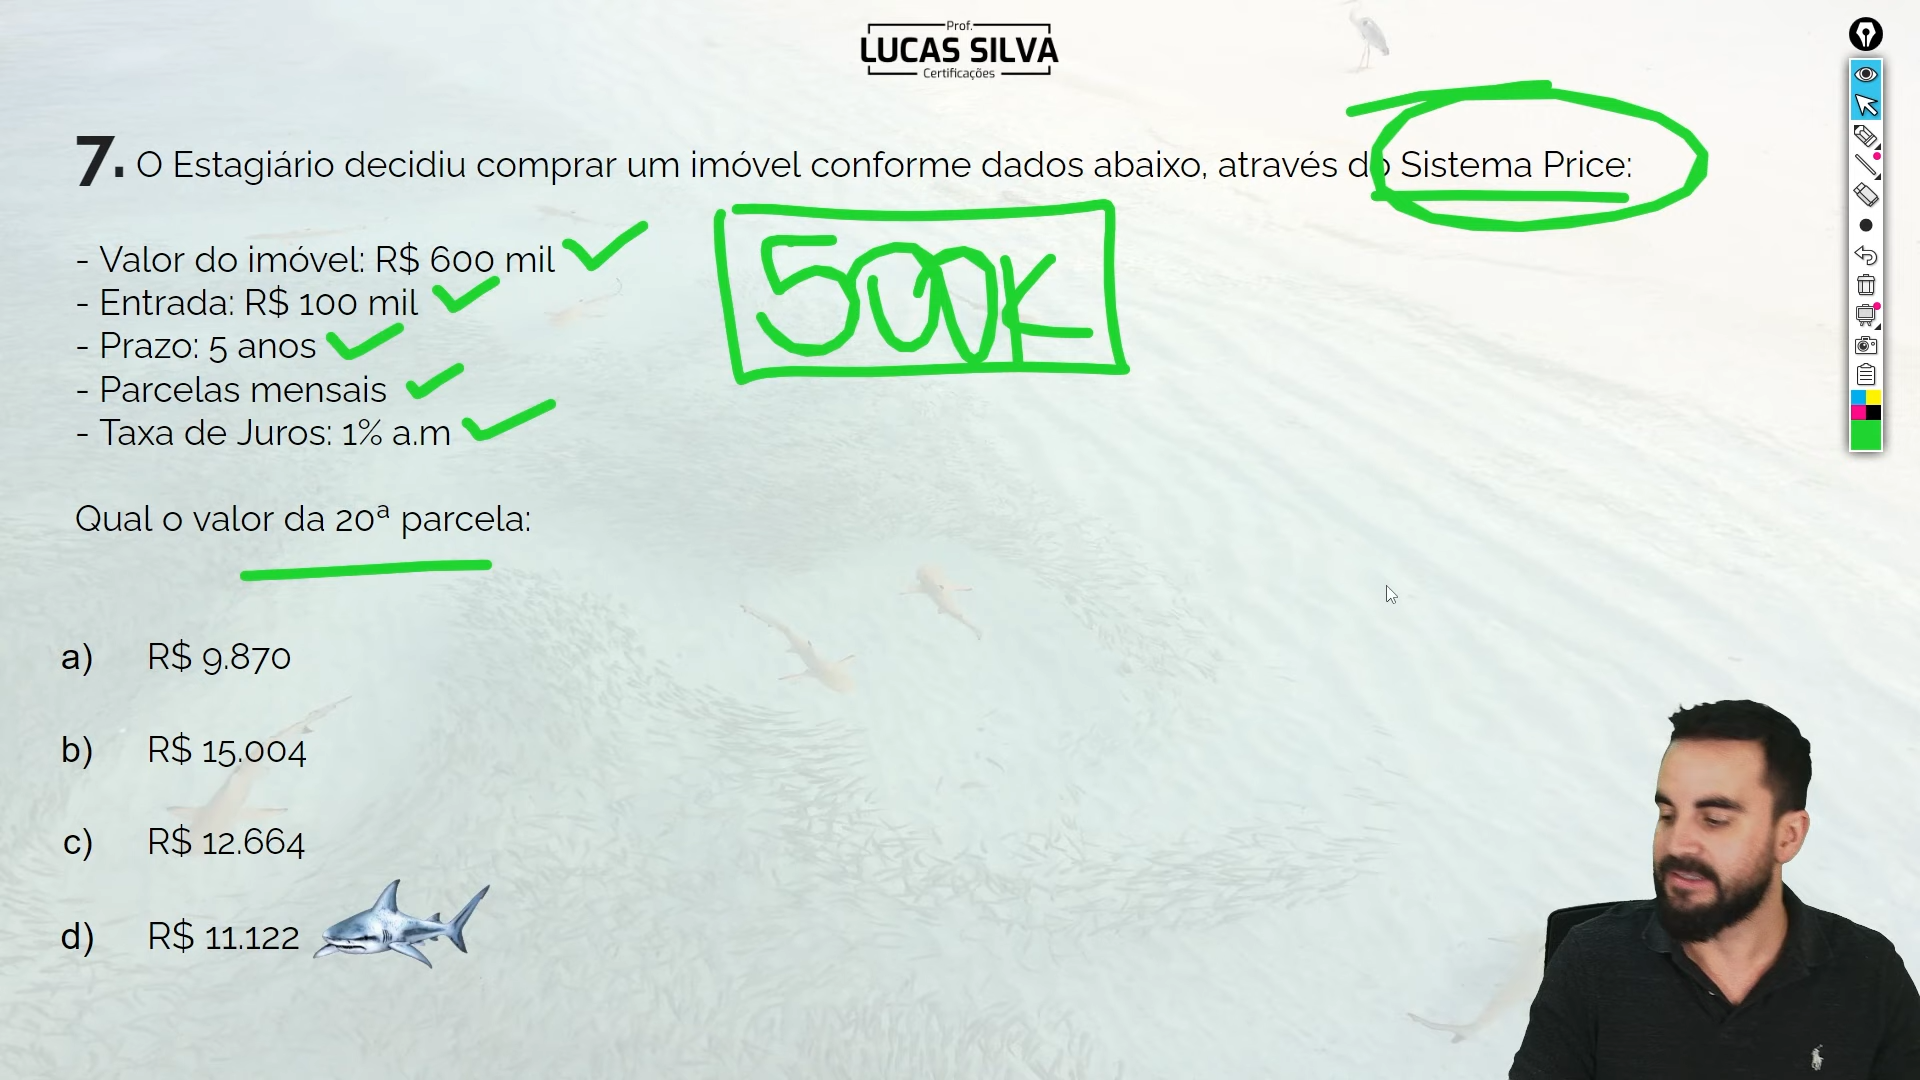 Prof.
LUCAS SILVA
Certificações
7. O Estagiário decidiu comprar um imóvel conforme dados abaixo, através do Sistema Price:
- Valor do imóvel: R$ 600 mil
- Entrada: R$ 100 mil
- Prazo: 5 anos
- Parcelas mensais
- Taxa de Juros: 1% a.m
500K
Qual o valor da 20ª parcela:
a) R$ 9.870
b) R$ 15.004
c) R$ 12.664
d) R$ 11.122